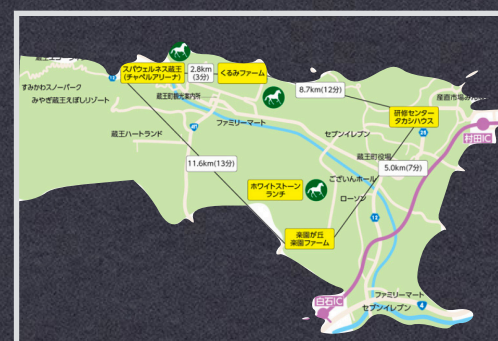 スパウェルネス蔵王
(チャペルアリーナ)
2.8km
(3分)
くるみファーム
すみかわスノーパーク
みやぎ蔵王えぼしリゾート
蔵王町観光案内所
8.7km(12分)
産直市場み
研修センター
タカシハウス
村田IC
蔵王ハートランド
ファミリーマート
セブンイレブン
蔵王町役場
11.6km(13分)
5.0km(7分)
ございんホール
ホワイトストーン
ランチ
ローソン
12
楽園が丘
楽園ファーム
白石IC
ファミリーマート
セブンイレブン
4